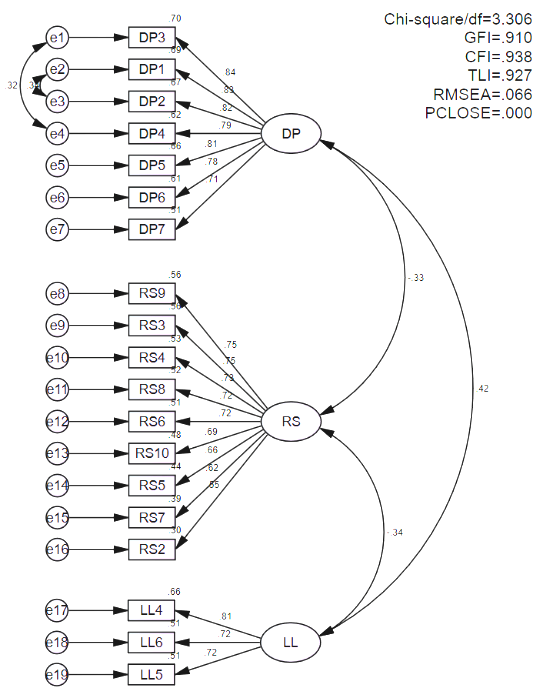 Chi-square/df=3.306
GFI=.910
CFI=.938
TLI=.927
RMSEA=.066
PCLOSE=.000
.70
e1 DP3
.84
.69
e2 DP1
.83
.67
.32
e3 DP2
.82
.62
e4 DP4 .79 DP
.66 .81
e5 DP5
.78
.61
e6 DP6 .71
.51
e7 DP7
-.33
.56
e8 RS9
.56
e9 RS3
.75
.53
e10 RS4 .75
.73
.52
e11 RS8 .72
.42
.51
e12 RS6 .72 RS
.48 .69
e13 RS10
.66
.44 .62
e14 RS5
.55
.39
e15 RS7
.30
e16 RS2
-.34
.66
e17 LL4 .81
.51
e18 LL6 .72 LL
.51 .72
e19 LL5